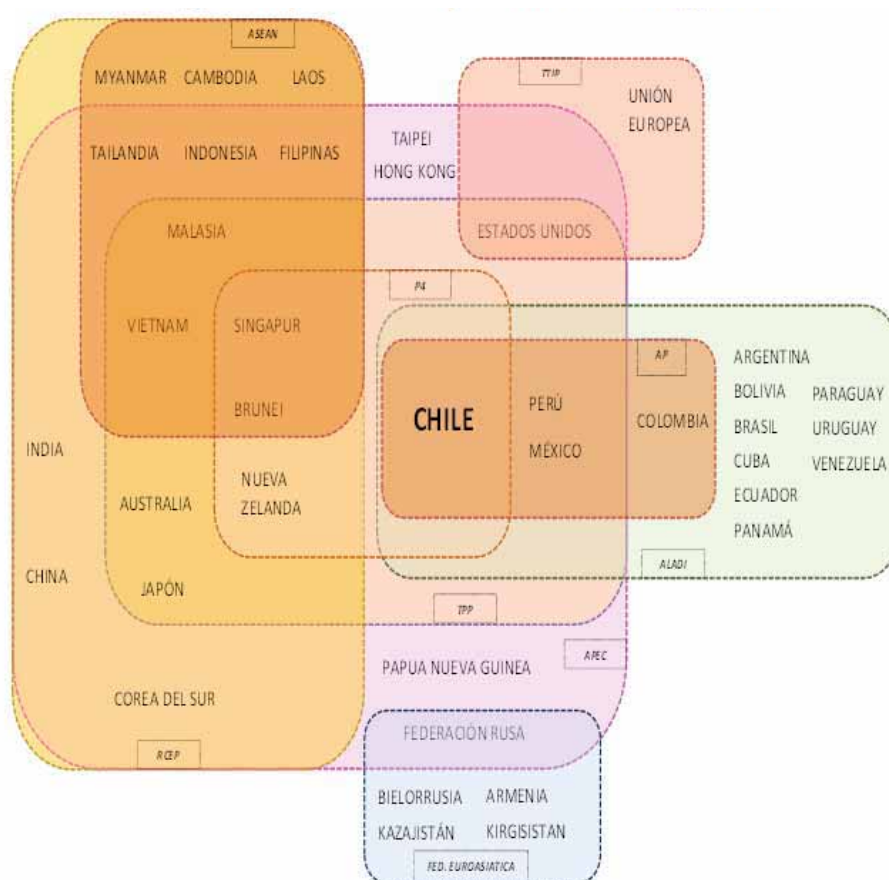 ASEAN
MYANMAR CAMBODIA LAOS
TTIP
UNIÓN
EUROPEA
TAILANDIA INDONESIA FILIPINAS
TAIPEI
HONG KONG
MALASIA
ESTADOS UNIDOS
P4
VIETNAM SINGAPUR
BRUNEI
CHILE
PERÚ
MÉXICO
AP
COLOMBIA
ARGENTINA
BOLIVIA PARAGUAY
BRASIL URUGUAY
CUBA VENEZUELA
ECUADOR
PANAMÁ
INDIA
NUEVA
ZELANDA
AUSTRALIA
CHINA
JAPÓN
ALADI
TPP
APEC
PAPUA NUEVA GUINEA
COREA DEL SUR
RCEP
FEDERACIÓN RUSA
BIELORRUSIA ARMENIA
KAZAJISTÁN KIRGISISTAN
FED. EUROASIATICA